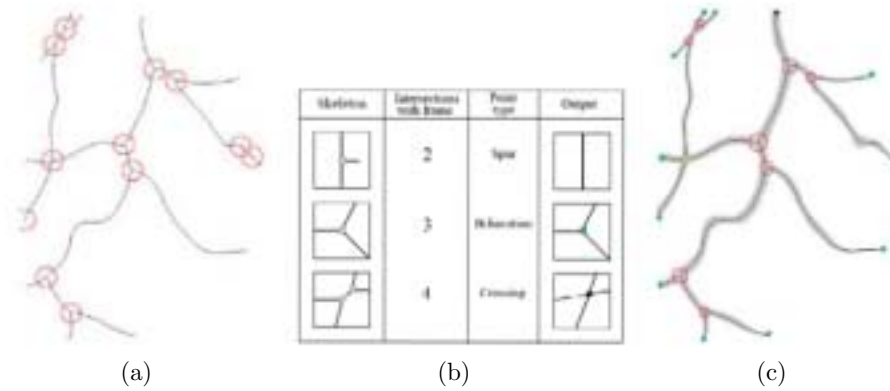 Skeleton
Intersections with frame
Point type
Output
2
Spur
3
Bifurcation
4
Crossing
(a)
(b)
(c)